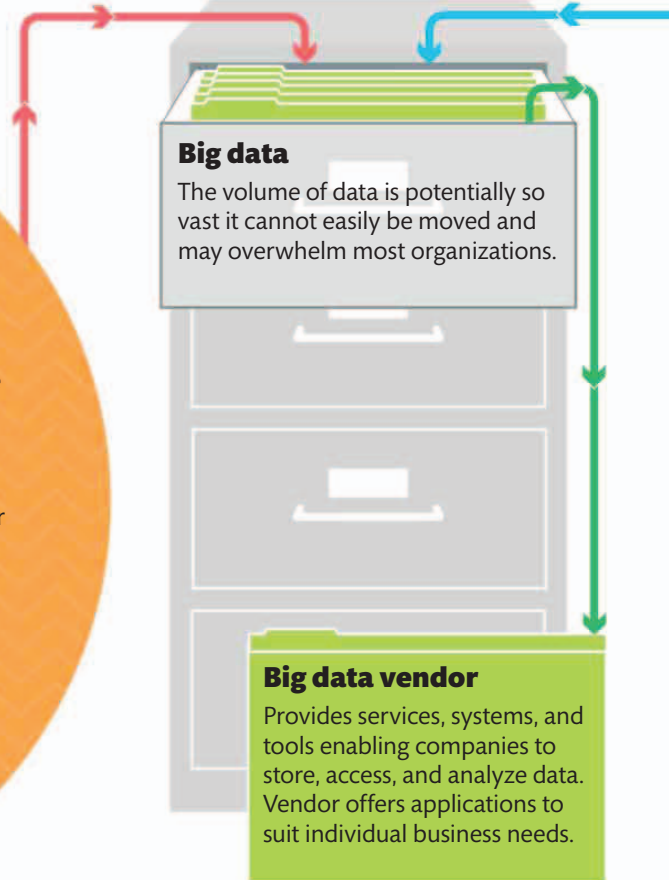 Big data
The volume of data is potentially so
vast it cannot easily be moved and
may overwhelm most organizations.
r
Big data vendor
Provides services, systems, and
tools enabling companies to
store, access, and analyze data.
Vendor offers applications to
suit individual business needs.